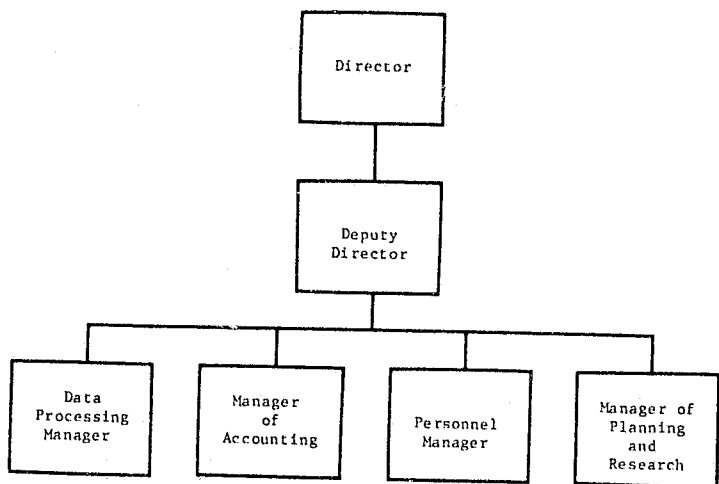 Director
Deputy
Director
Data
Processing
Manager
Manager
of
Accounting
Personnel
Manager
Manager of
Planning
and
Research